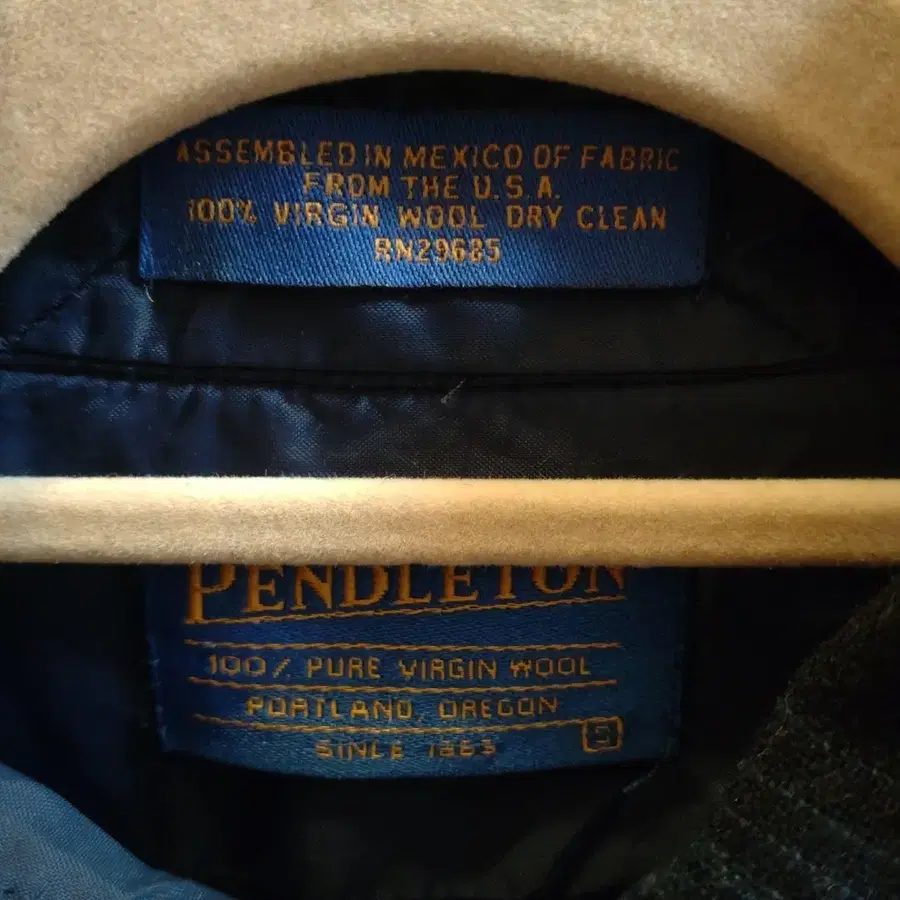 ASSEMBLED IN MEXICO OF FABRIC
FROM THE U.S.A.
100% VIRGIN WOOL DRY CLEAN
RN29685
PENDLETON
100% PURE VIRGIN WOOL
PORTLAND, OREGON
SINCE 1863
S